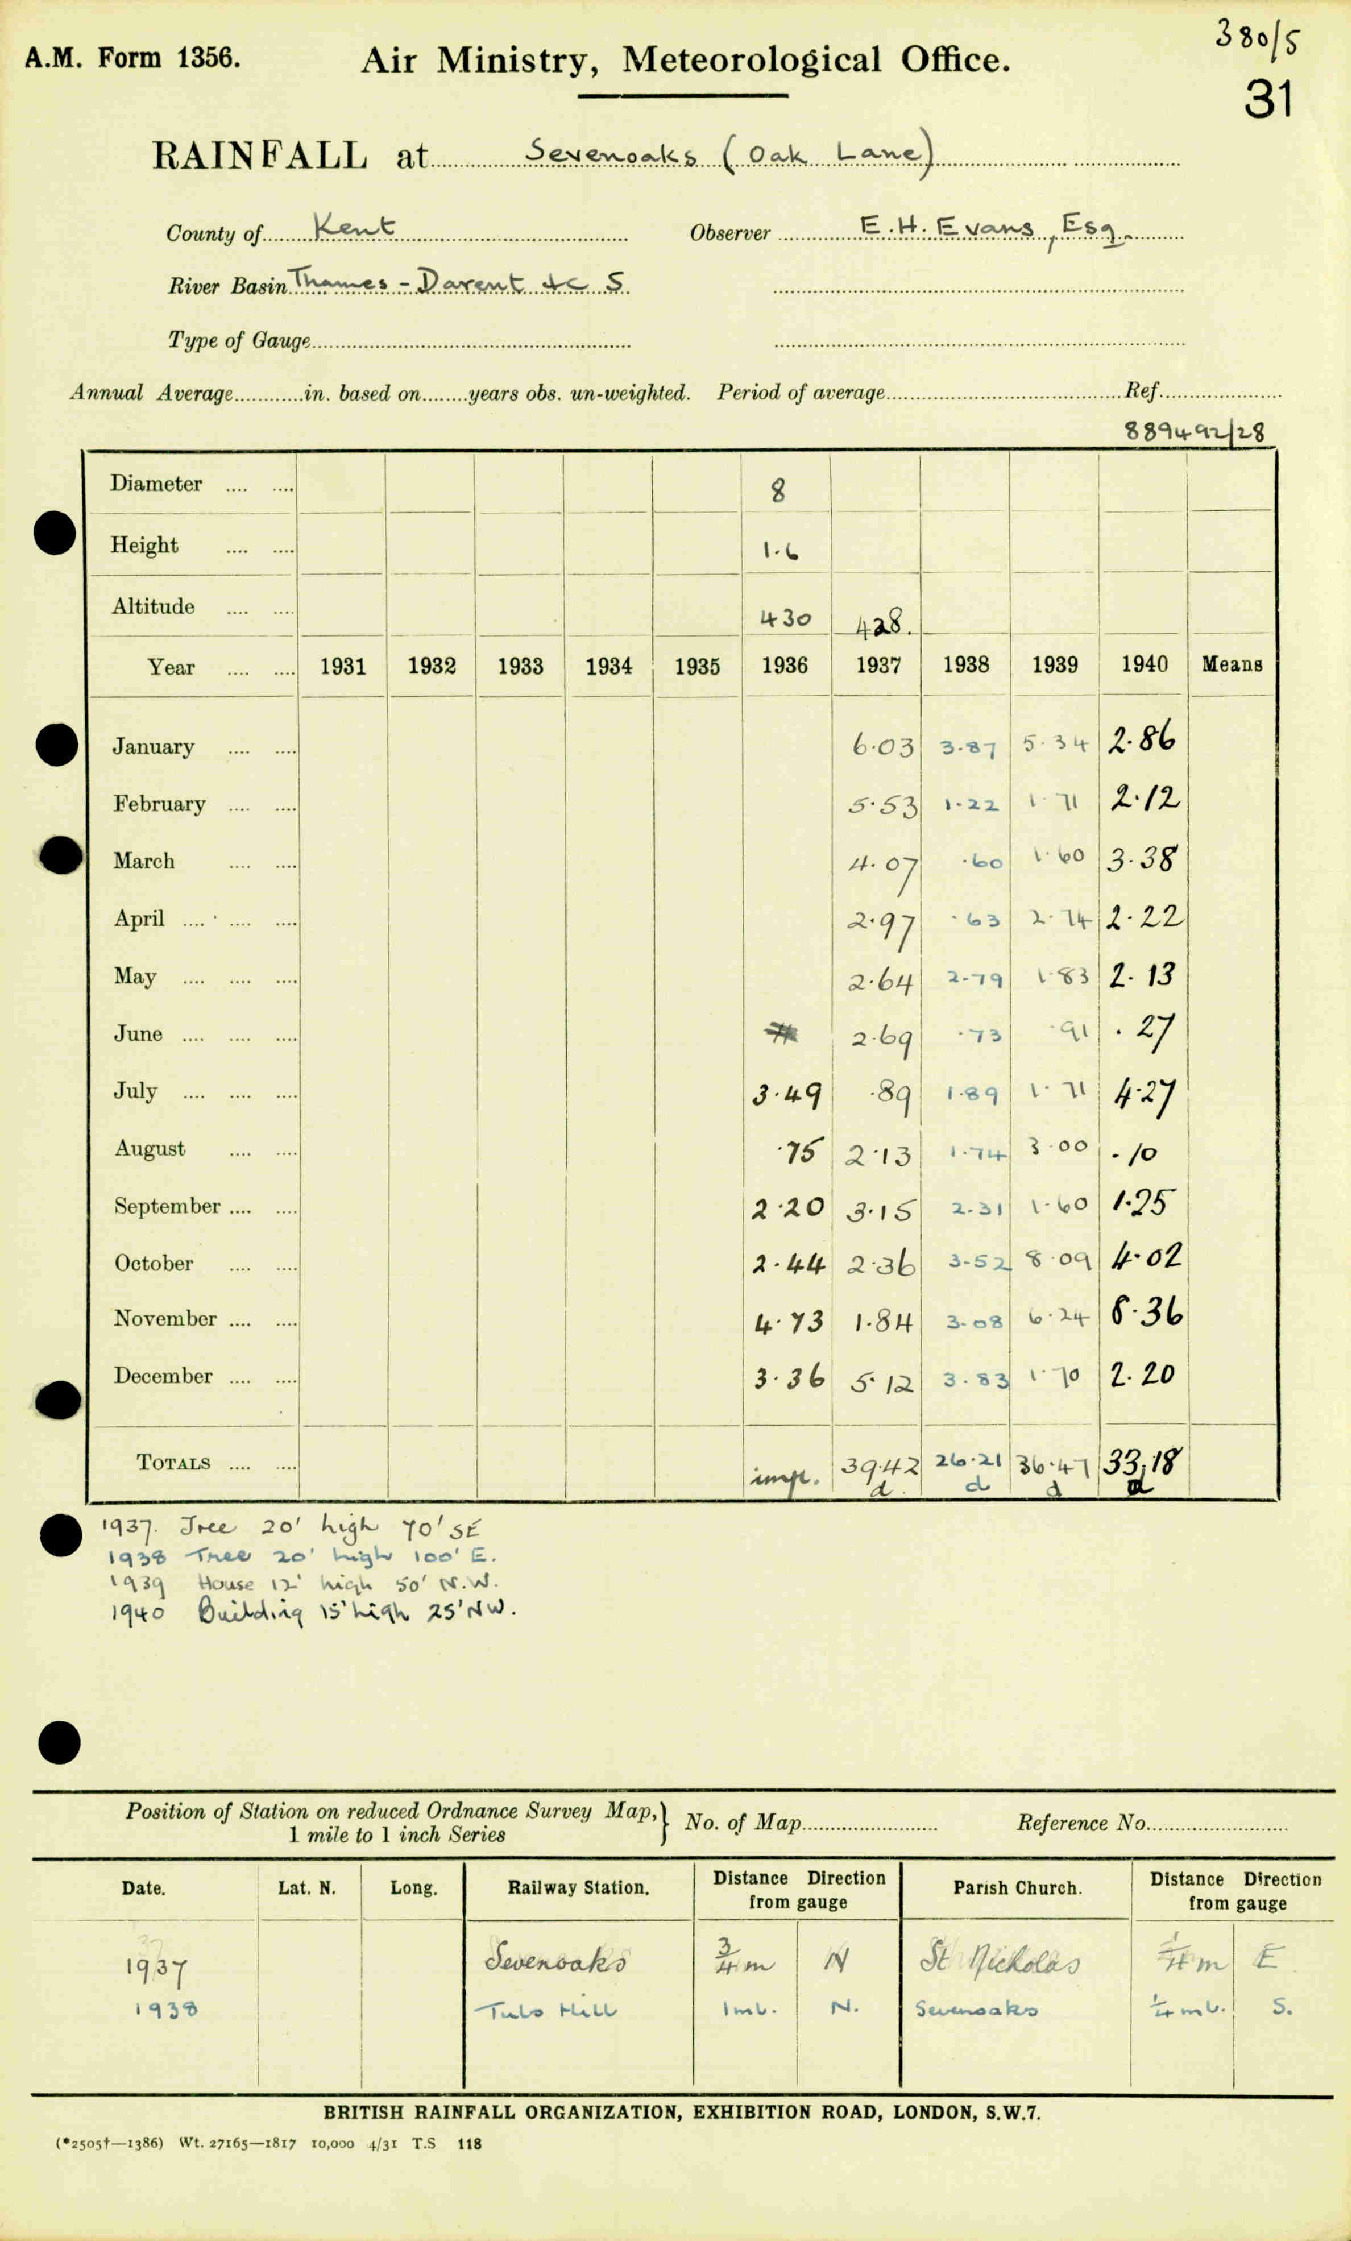 380/5
A.M. Form 1356. Air Ministry, Meteorological Office.
31
RAINFALL at Sevenoaks (Oak Lane)
County of Kent Observer E.H. Evans, Esq.
River Basin Thames - Darent &c S
Type of Gauge
Annual Average in. based on years obs. un-weighted. Period of average Ref.
889492/28
Diameter 8
Height 1.6
Altitude 430 428.
Year 1931 1932 1933 1934 1935 1936 1937 1938 1939 1940 Means
January 6.03 3.87 5.34 2.86
February 5.53 1.22 1.71 2.12
March 4.07 .60 1.60 3.38
April 2.97 .63 2.74 2.22
May 2.64 2.79 1.83 2.13
June 2.69 .73 .91 .27
July 3.49 .89 1.89 1.71 4.27
August .75 2.13 1.74 3.00 .10
September 2.20 3.15 2.31 1.60 1.25
October 2.44 2.36 3.52 8.09 4.02
November 4.73 1.84 3.08 6.24 8.36
December 3.36 5.12 3.83 1.70 2.20
TOTALS impl. 39.42 26.21 36.47 33.18
d d d d
1937. Tree 20' high 70' SE
1938 Tree 20' high 100' E.
1939 House 12' high 50' N.W.
1940 Building 15' high 25' NW.
Position of Station on reduced Ordnance Survey Map, 1 mile to 1 inch Series } No. of Map Reference No.
Date. Lat. N. Long. Railway Station. Distance Direction from gauge Parish Church. Distance Direction from gauge
1937 Sevenoaks 3/4 m N St Nicholas 1/4 m E
1938 Tubs Hill 1 ml. N. Sevenoaks 1/4 ml. S.
BRITISH RAINFALL ORGANIZATION, EXHIBITION ROAD, LONDON, S.W.7.
(*2505†—1386) Wt. 27165—1817 10,000 4/31 T.S 118